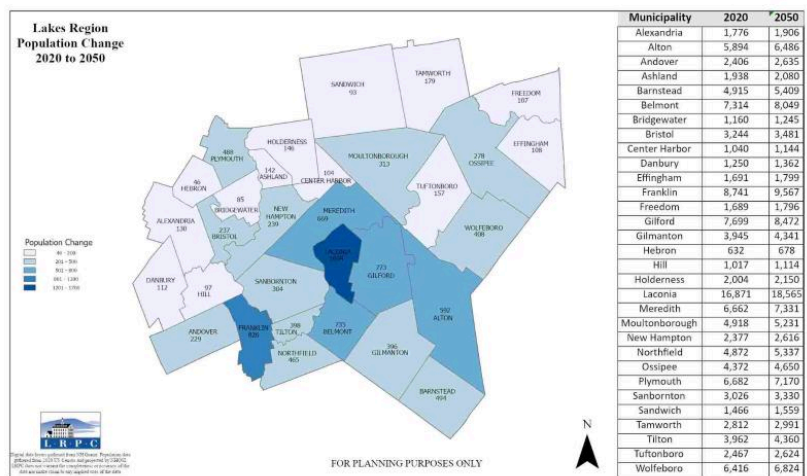 Lakes Region
Population Change
2020 to 2050
SANDWICH
93
TAMWORTH
179
FREEDOM
107
EFFINGHAM
108
HOLDERNESS
146
MOULTONBOROUGH
313
278
OSSIPEE
PLYMOUTH
142
ASHLAND
104
CENTER HARBOR
TUFTONBORO
157
46
HEBRON
85
BRIDGEWATER
NEW
HAMPTON
239
MEREDITH
669
WOLFEBORO
ALEXANDRIA
237
BRISTOL
773
GILFORD
DANBURY
112
97
HILL
SANBORNTON
304
592
ALTON
ANDOVER
229
FRANKLIN
398
TILTON
735
BELMONT
396
GILMANTON
NORTHFIELD
465
BARNSTEAD
494
Population Change
L·R·P·C
FOR PLANNING PURPOSES ONLY
N
Municipality 2020 2050
Alexandria 1,776 1,906
Alton 5,894 6,486
Andover 2,406 2,635
Ashland 1,938 2,080
Barnstead 4,915 5,409
Belmont 7,314 8,049
Bridgewater 1,160 1,245
Bristol 3,244 3,481
Center Harbor 1,040 1,144
Danbury 1,250 1,362
Effingham 1,691 1,799
Franklin 8,741 9,567
Freedom 1,689 1,796
Gilford 7,699 8,472
Gilmanton 3,945 4,341
Hebron 632 678
Hill 1,017 1,114
Holderness 2,004 2,150
Laconia 16,871 18,565
Meredith 6,662 7,331
Moultonborough 4,918 5,231
New Hampton 2,377 2,616
Northfield 4,872 5,337
Ossipee 4,372 4,650
Plymouth 6,682 7,170
Sanbornton 3,026 3,330
Sandwich 1,466 1,559
Tamworth 2,812 2,991
Tilton 3,962 4,360
Tuftonboro 2,467 2,624
Wolfeboro 6,416 6,824